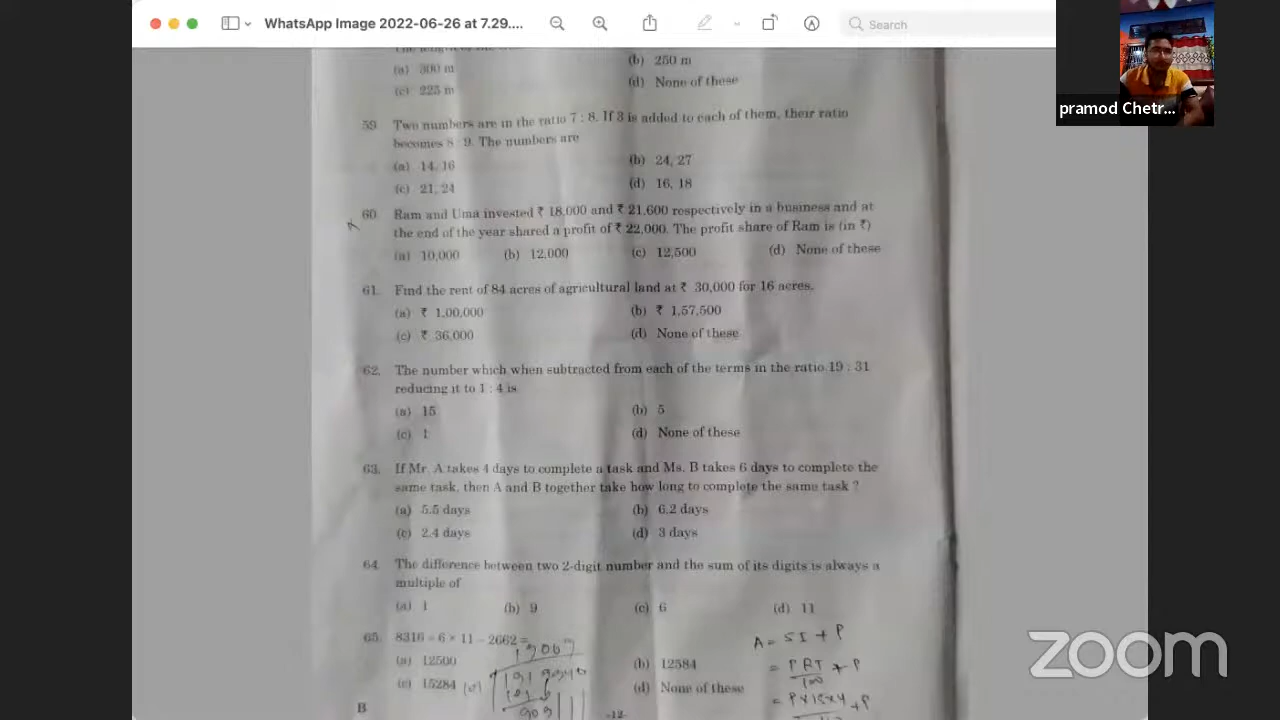 WhatsApp Image 2022-06-26 at 7.29....
Search
pramod Chetr...
(a) 300 m
(b) 250 m
(c) 225 m
(d) None of these
59. Two numbers are in the ratio 7 : 8. If 3 is added to each of them, their ratio
becomes 8 : 9. The numbers are
(a) 14, 16
(b) 24, 27
(c) 21, 24
(d) 16, 18
60. Ram and Uma invested ₹ 18,000 and ₹ 21,600 respectively in a business and at
the end of the year shared a profit of ₹ 22,000. The profit share of Ram is (in ₹)
(a) 10,000 (b) 12,000 (c) 12,500 (d) None of these
61. Find the rent of 84 acres of agricultural land at ₹ 30,000 for 16 acres.
(a) ₹ 1,00,000
(b) ₹ 1,57,500
(c) ₹ 36,000
(d) None of these
62. The number which when subtracted from each of the terms in the ratio 19 : 31
reducing it to 1 : 4 is
(a) 15
(b) 5
(c) 1
(d) None of these
63. If Mr. A takes 4 days to complete a task and Ms. B takes 6 days to complete the
same task, then A and B together take how long to complete the same task ?
(a) 5.5 days
(b) 6.2 days
(c) 2.4 days
(d) 3 days
64. The difference between two 2-digit number and the sum of its digits is always a
multiple of
(a) 1 (b) 9 (c) 6 (d) 11
65. 8316 ÷ 6 × 11 – 2662 =
(a) 12500
(b) 12584
(c) 15284
(d) None of these
A = SI + P
= PRT + P
100
B
-12-
zoom